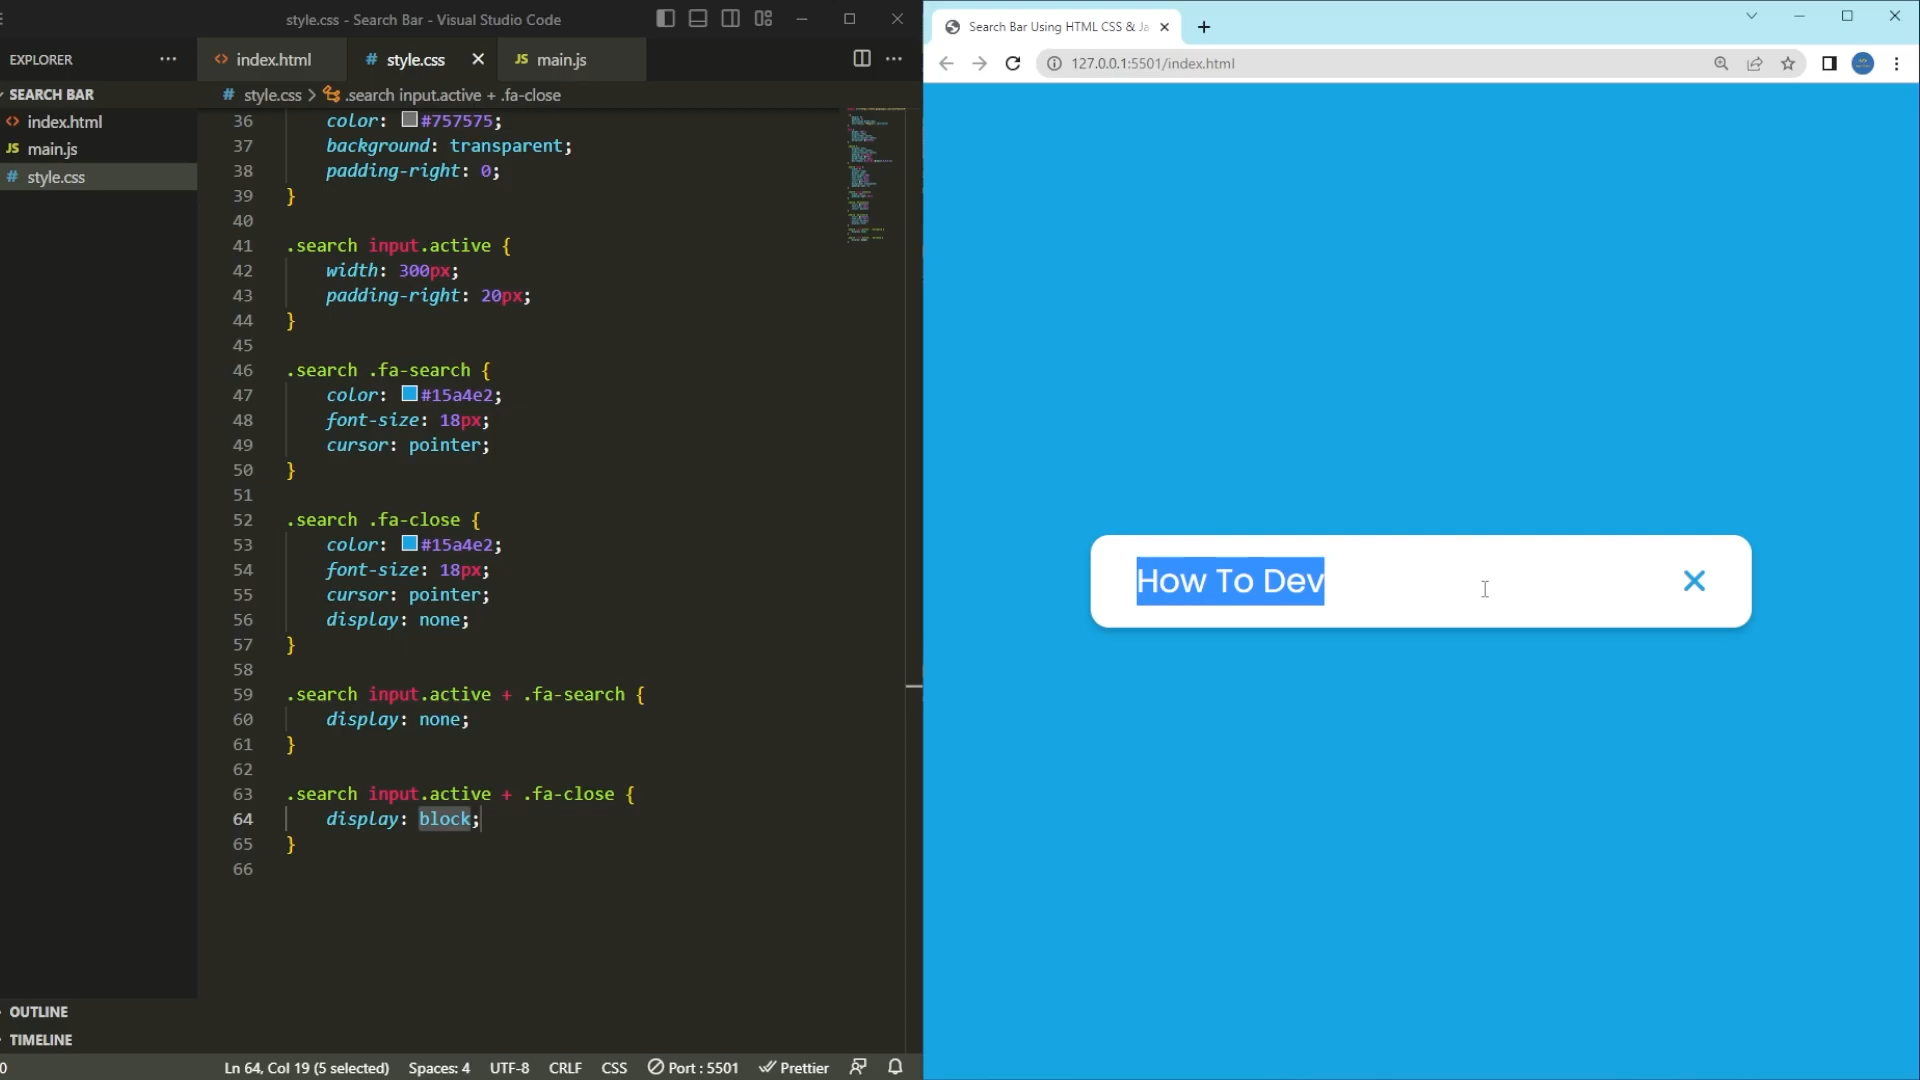 style.css - Search Bar - Visual Studio Code
EXPLORER
index.html
style.css
main.js
SEARCH BAR
index.html
main.js
style.css
style.css > .search input.active + .fa-close
36 color: #757575;
37 background: transparent;
38 padding-right: 0;
39 }
40
41 .search input.active {
42 width: 300px;
43 padding-right: 20px;
44 }
45
46 .search .fa-search {
47 color: #15a4e2;
48 font-size: 18px;
49 cursor: pointer;
50 }
51
52 .search .fa-close {
53 color: #15a4e2;
54 font-size: 18px;
55 cursor: pointer;
56 display: none;
57 }
58
59 .search input.active + .fa-search {
60 display: none;
61 }
62
63 .search input.active + .fa-close {
64 display: block;
65 }
66
OUTLINE
TIMELINE
0
Ln 64, Col 19 (5 selected)
Spaces: 4
UTF-8
CRLF
CSS
Port : 5501
Prettier
Search Bar Using HTML CSS & Ja
127.0.0.1:5501/index.html
How To Dev